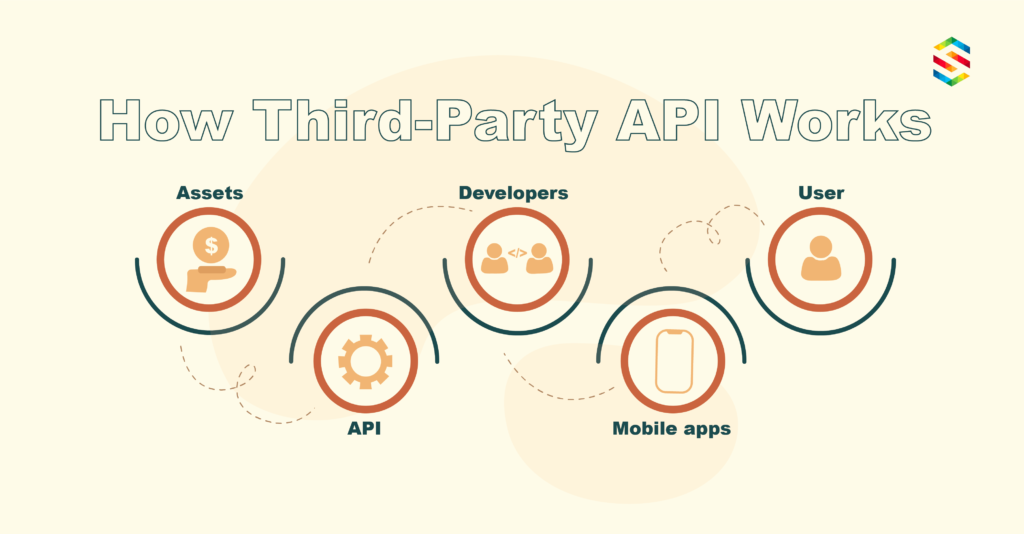 How Third-Party API Works
Assets
Developers
User
$
</>
API
Mobile apps